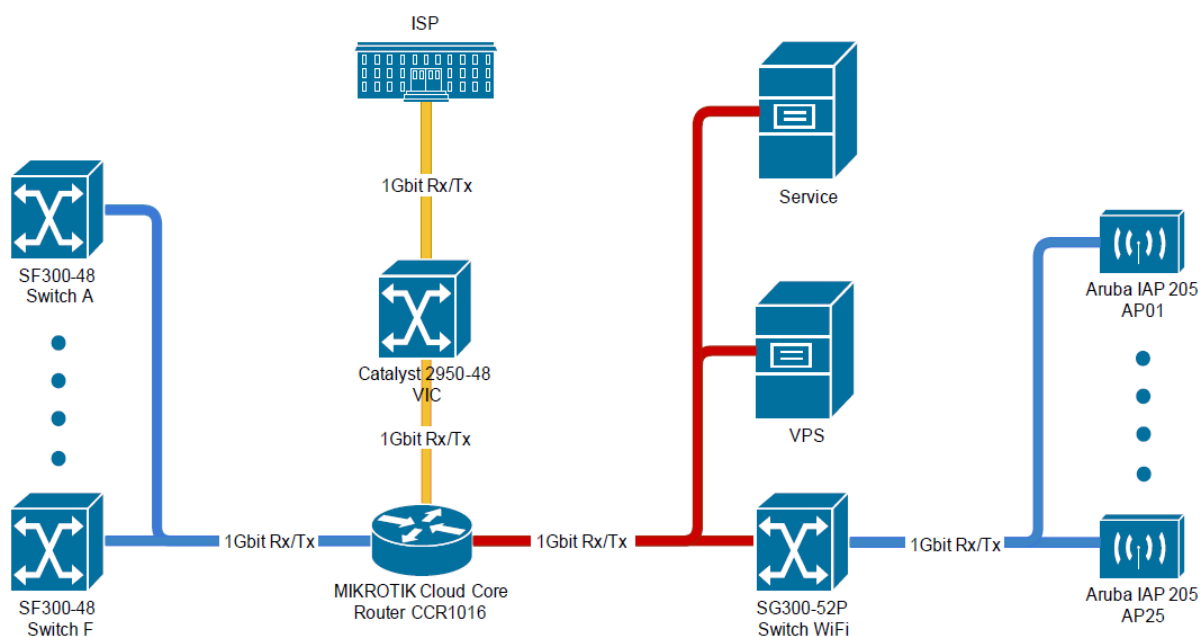 ISP
1Gbit Rx/Tx
Service
SF300-48
Switch A
Aruba IAP 205
AP01
Catalyst 2950-48
VIC
1Gbit Rx/Tx
VPS
1Gbit Rx/Tx
1Gbit Rx/Tx
1Gbit Rx/Tx
SF300-48
Switch F
MIKROTIK Cloud Core
Router CCR1016
SG300-52P
Switch WiFi
Aruba IAP 205
AP25